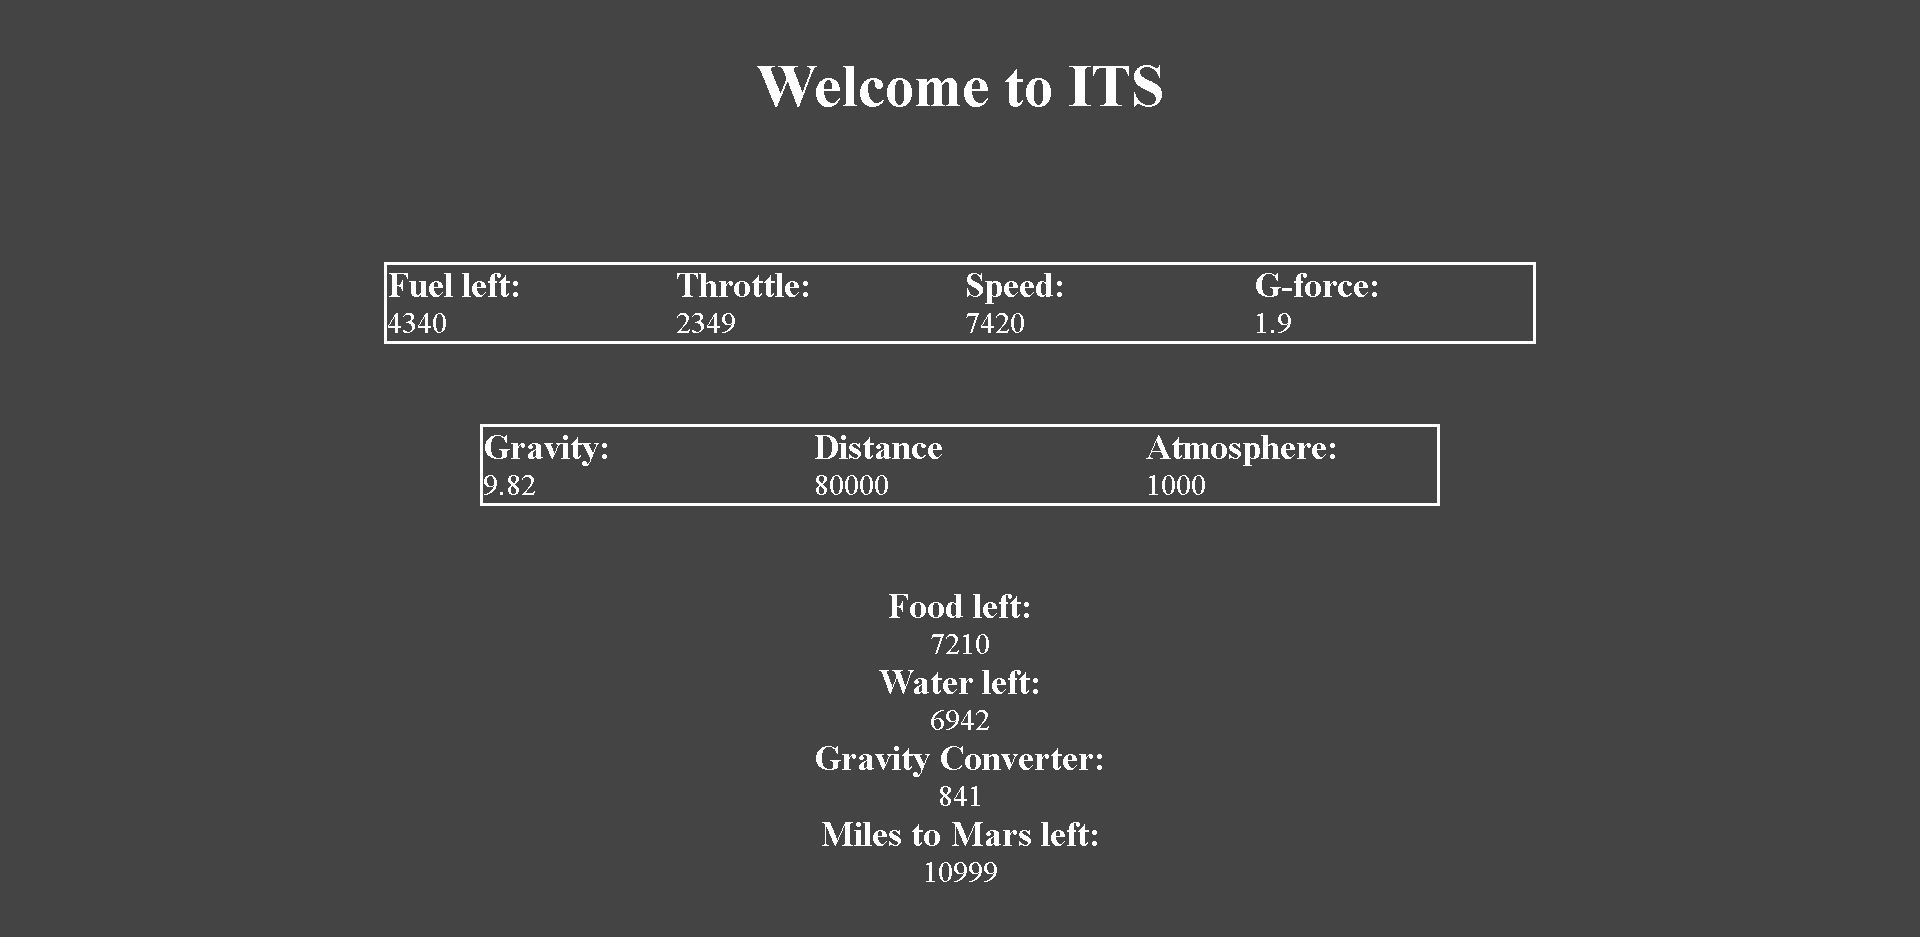 Welcome to ITS
Fuel left: Throttle: Speed: G-force:
4340 2349 7420 1.9
Gravity: Distance Atmosphere:
9.82 80000 1000
Food left:
7210
Water left:
6942
Gravity Converter:
841
Miles to Mars left:
10999